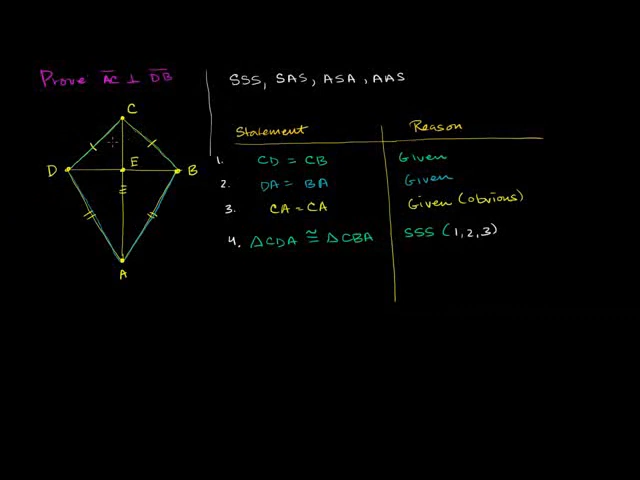 Prove: AC ⊥ DB
SSS, SAS, ASA, AAS
C
D
E
B
A
Statement Reason
1. CD = CB Given
2. DA = BA Given
3. CA = CA Given (obvious)
4. △CDA ≅ △CBA SSS (1,2,3)